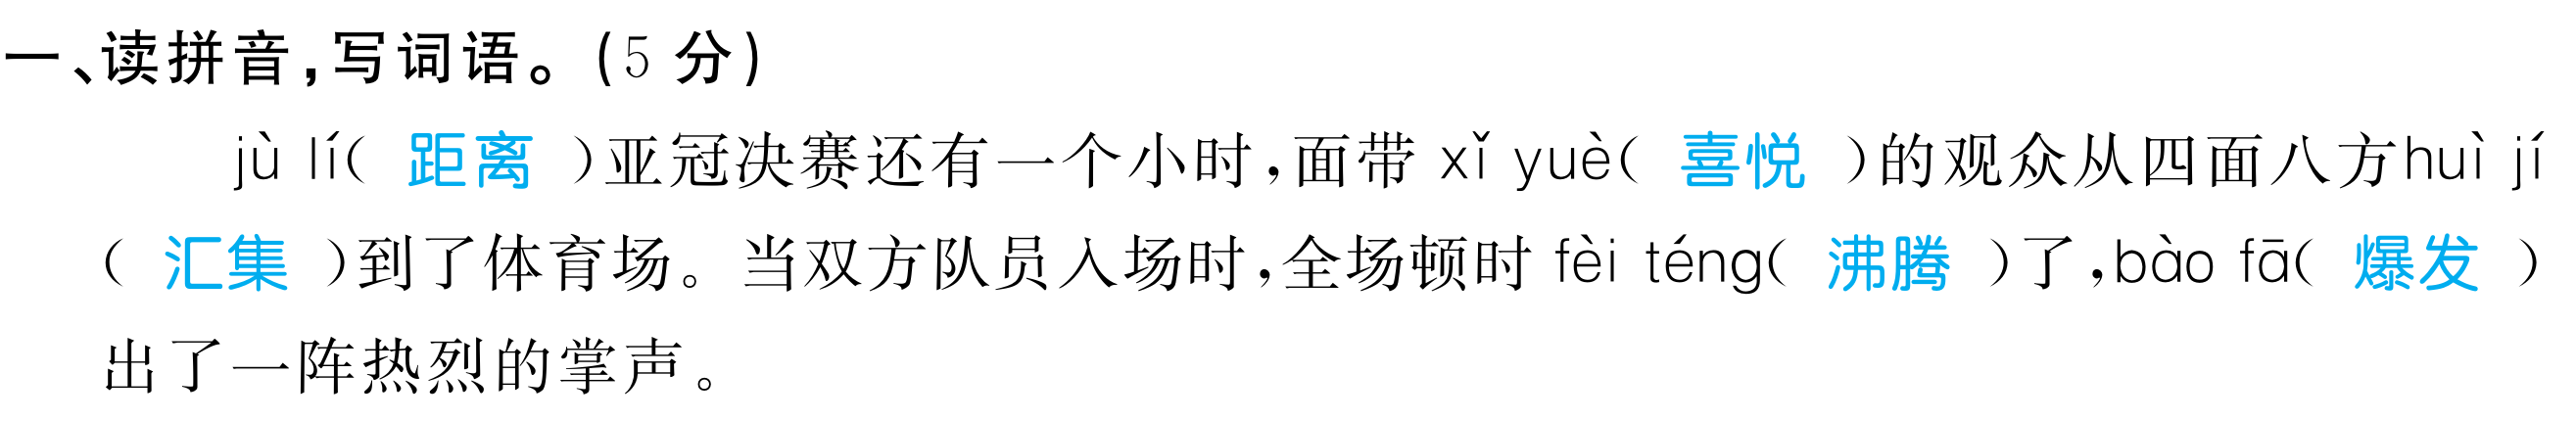 一、读拼音,写词语。(5 分)
jù lí( 距离 )亚冠决赛还有一个小时,面带 xǐ yuè( 喜悦 )的观众从四面八方huì jí
( 汇集 )到了体育场。当双方队员入场时,全场顿时 fèi téng( 沸腾 )了,bào fā( 爆发 )
出了一阵热烈的掌声。